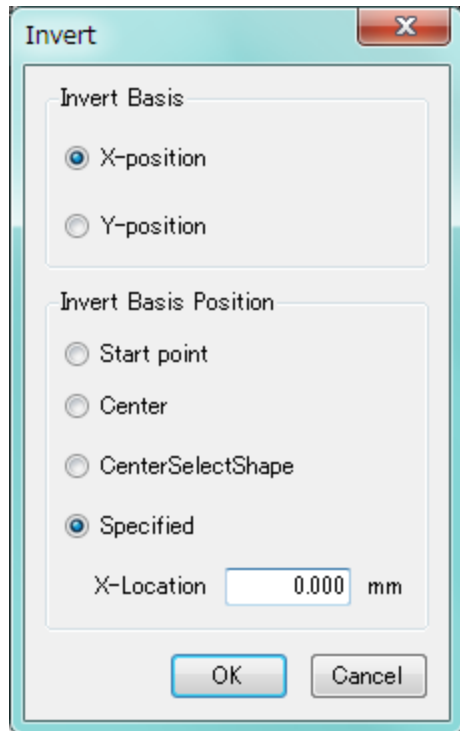 Invert
Invert Basis
X-position
Y-position
Invert Basis Position
Start point
Center
CenterSelectShape
Specified
X-Location 0.000 mm
OK Cancel